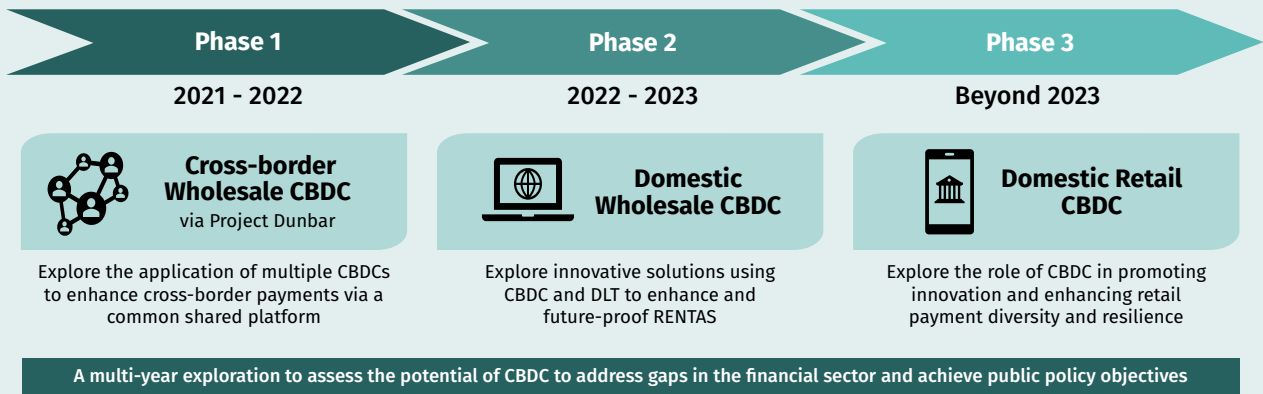 Phase 1
Phase 2
Phase 3
2021 - 2022
2022 - 2023
Beyond 2023
Cross-border
Wholesale CBDC
via Project Dunbar
Domestic
Wholesale CBDC
Domestic Retail
CBDC
Explore the application of multiple CBDCs
to enhance cross-border payments via a
common shared platform
Explore innovative solutions using
CBDC and DLT to enhance and
future-proof RENTAS
Explore the role of CBDC in promoting
innovation and enhancing retail
payment diversity and resilience
A multi-year exploration to assess the potential of CBDC to address gaps in the financial sector and achieve public policy objectives